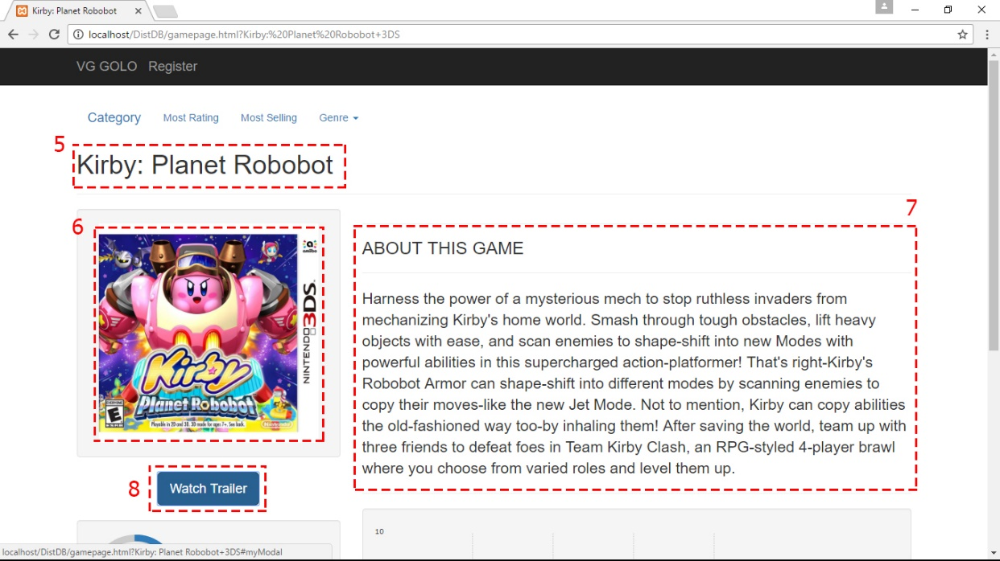 Kirby: Planet Robobot
localhost/DistDB/gamepage.html?Kirby:%20Planet%20Robobot+3DS
VG GOLO Register
Category Most Rating Most Selling Genre
5
Kirby: Planet Robobot
6
7
amiibo
NINTENDO 3DS
Kirby
Planet Robobot
EVERYONE
E
Playable in 2D and 3D. 3D mode for ages 7+. See back.
Nintendo
ABOUT THIS GAME
Harness the power of a mysterious mech to stop ruthless invaders from
mechanizing Kirby's home world. Smash through tough obstacles, lift heavy
objects with ease, and scan enemies to shape-shift into new Modes with
powerful abilities in this supercharged action-platformer! That's right-Kirby's
Robobot Armor can shape-shift into different modes by scanning enemies to
copy their moves-like the new Jet Mode. Not to mention, Kirby can copy abilities
the old-fashioned way too-by inhaling them! After saving the world, team up with
three friends to defeat foes in Team Kirby Clash, an RPG-styled 4-player brawl
where you choose from varied roles and level them up.
8
Watch Trailer
10
localhost/DistDB/gamepage.html?Kirby: Planet Robobot+3DS#myModal